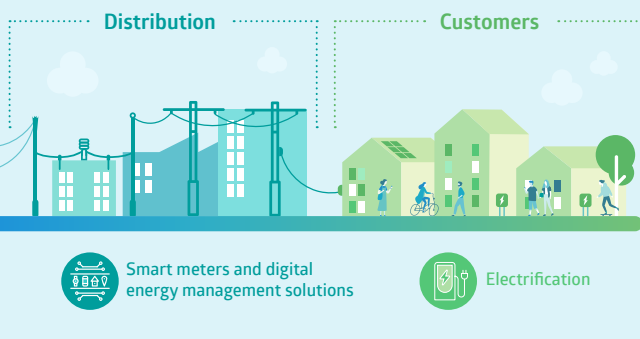 Distribution
Customers
Smart meters and digital
energy management solutions
Electrification